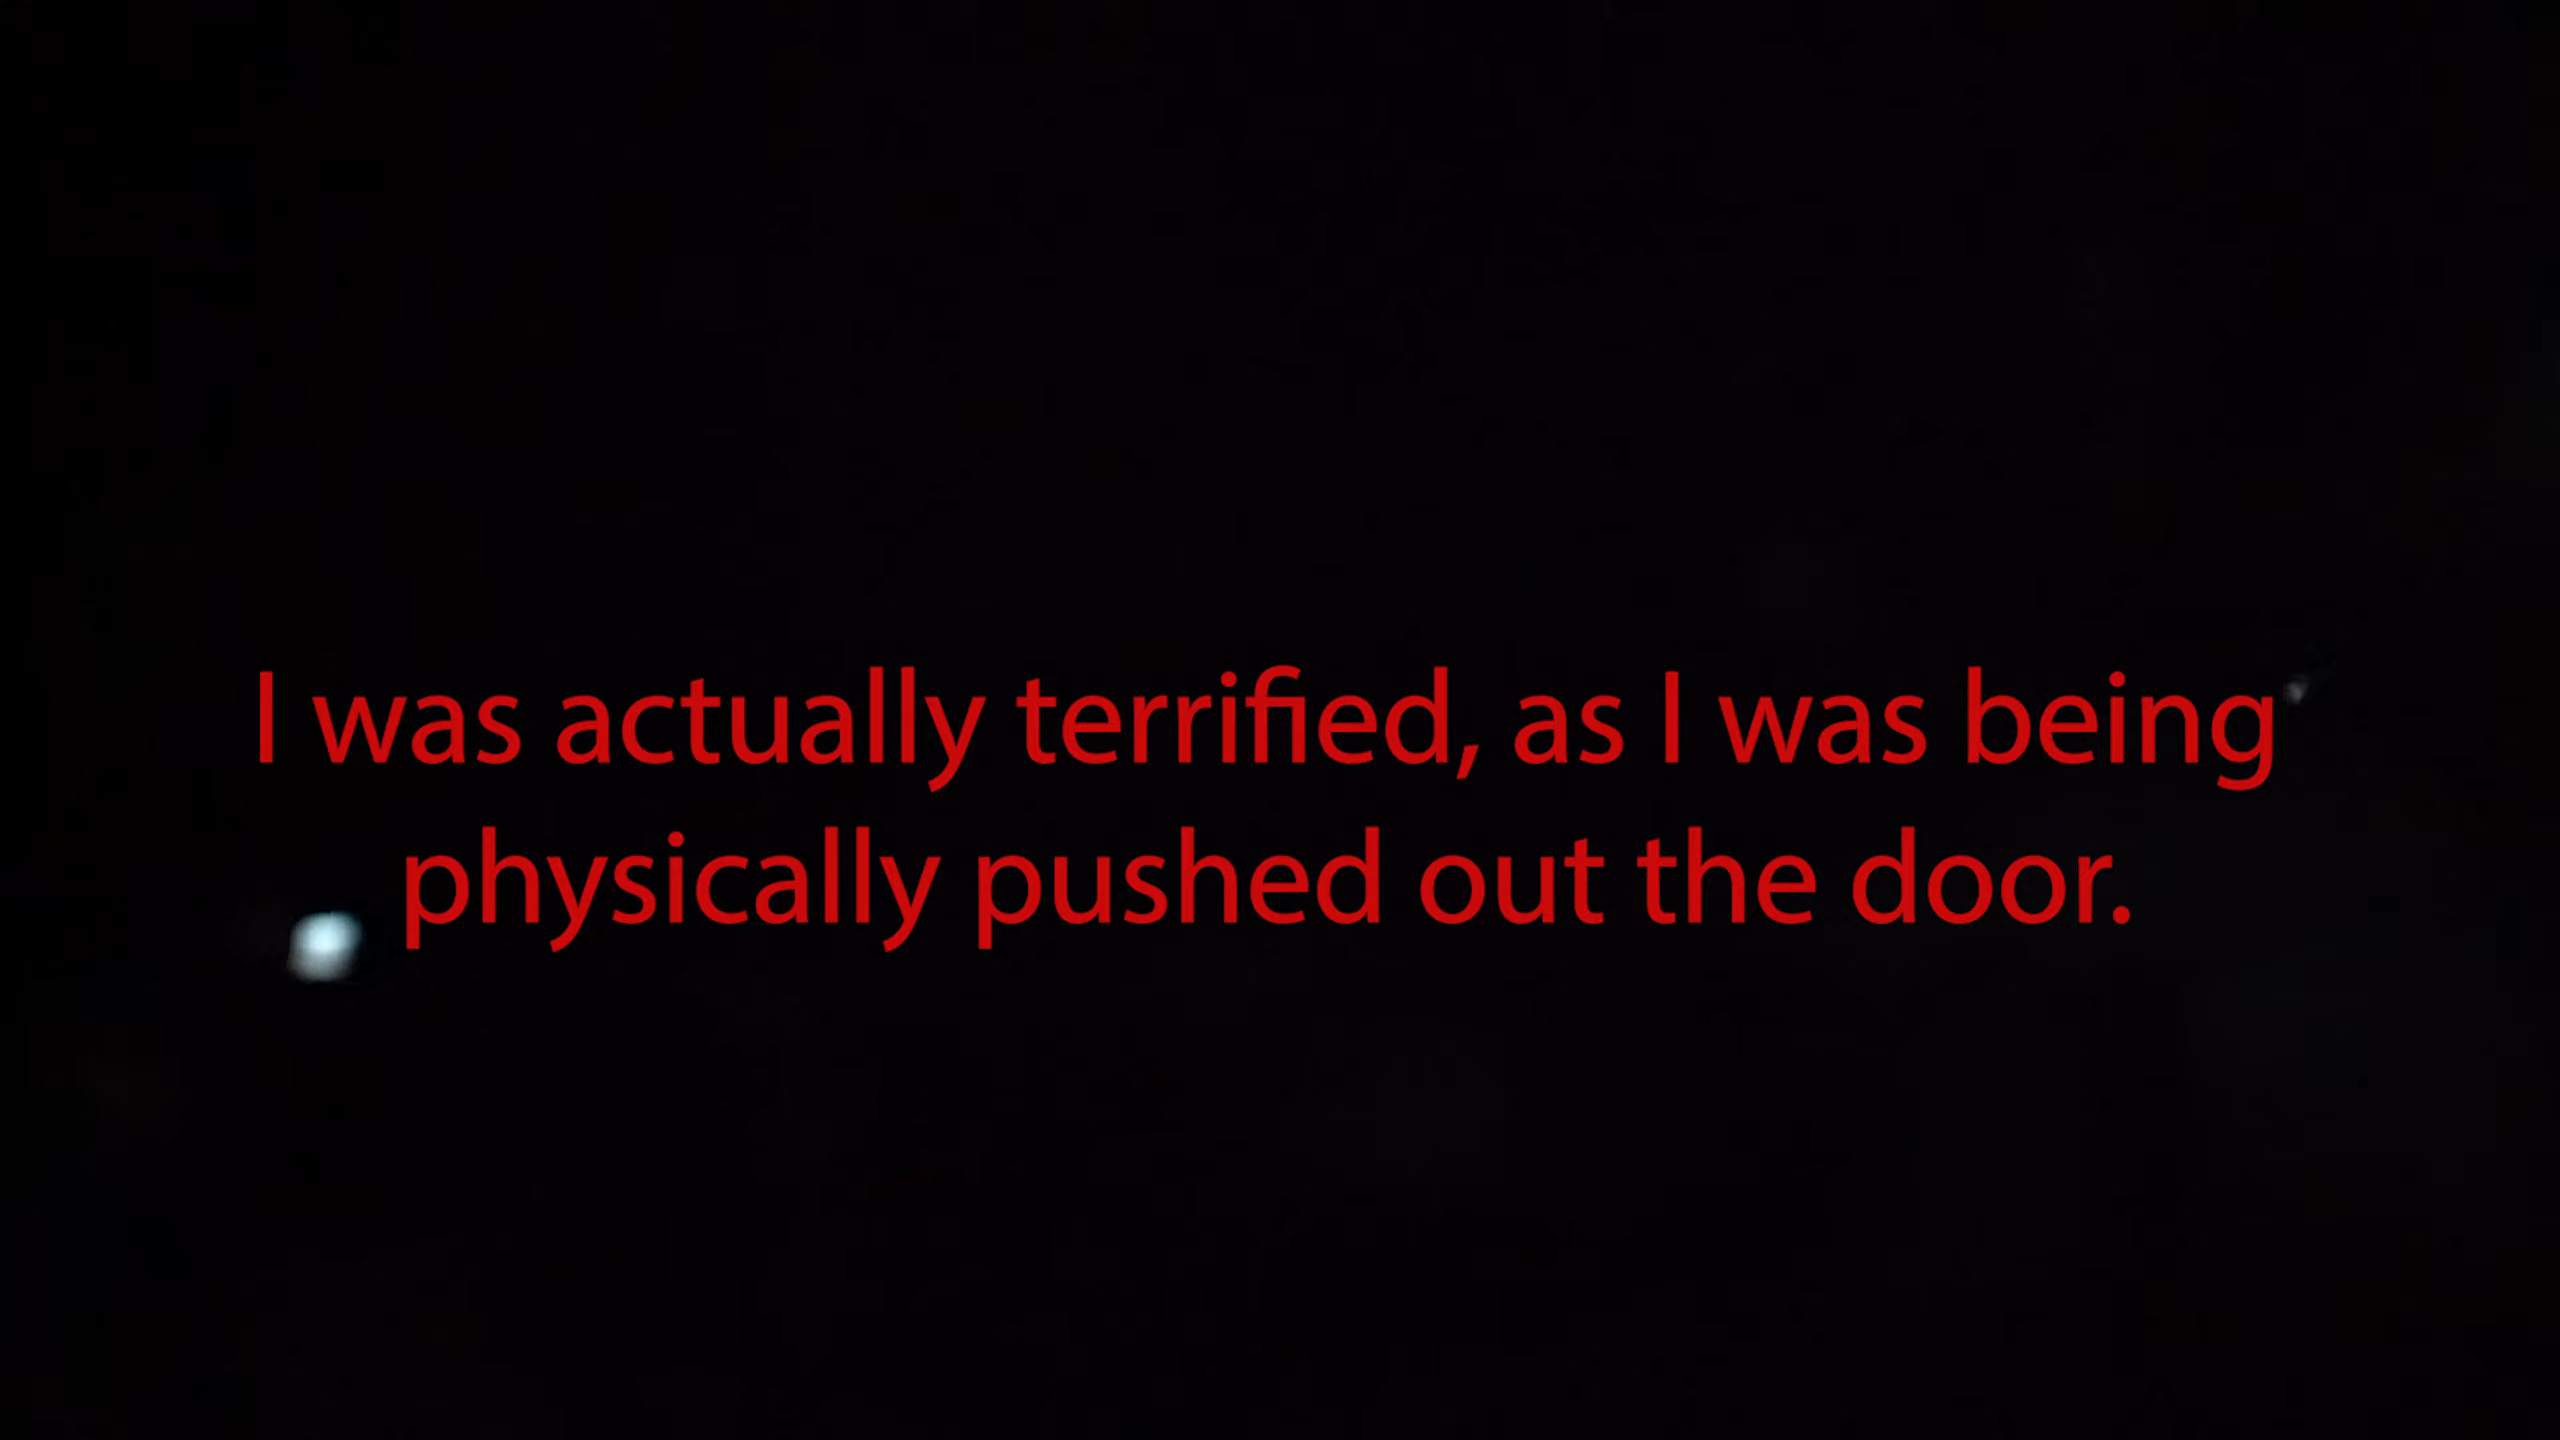 I was actually terrified, as I was being
physically pushed out the door.